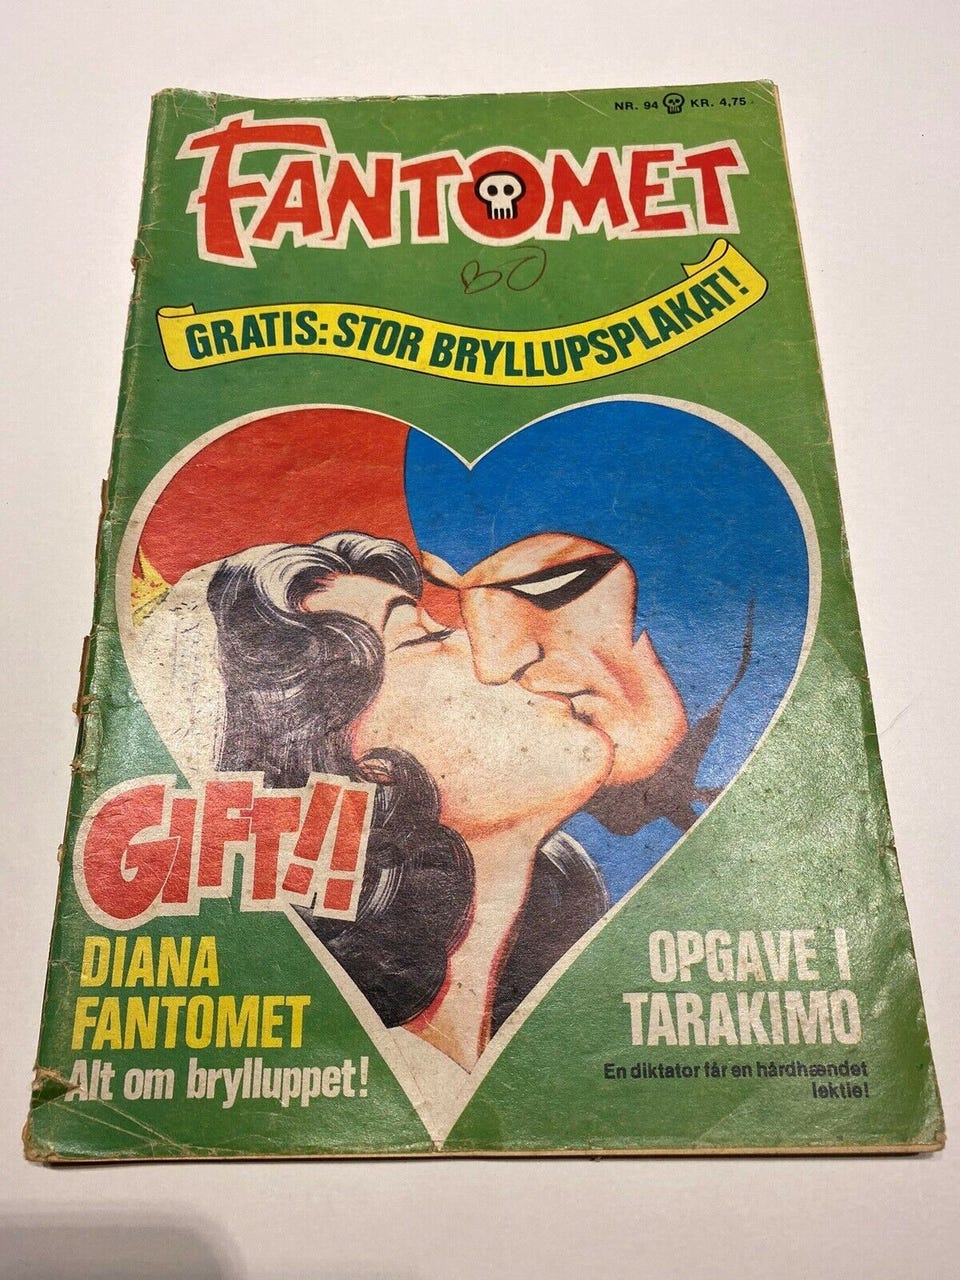 NR. 94 KR. 4,75
FANTOMET
BO
GRATIS: STOR BRYLLUPSPLAKAT!
GIFT!!
DIANA
FANTOMET
Alt om brylluppet!
OPGAVE I
TARAKIMO
En diktator får en hårdhændet
lektie!